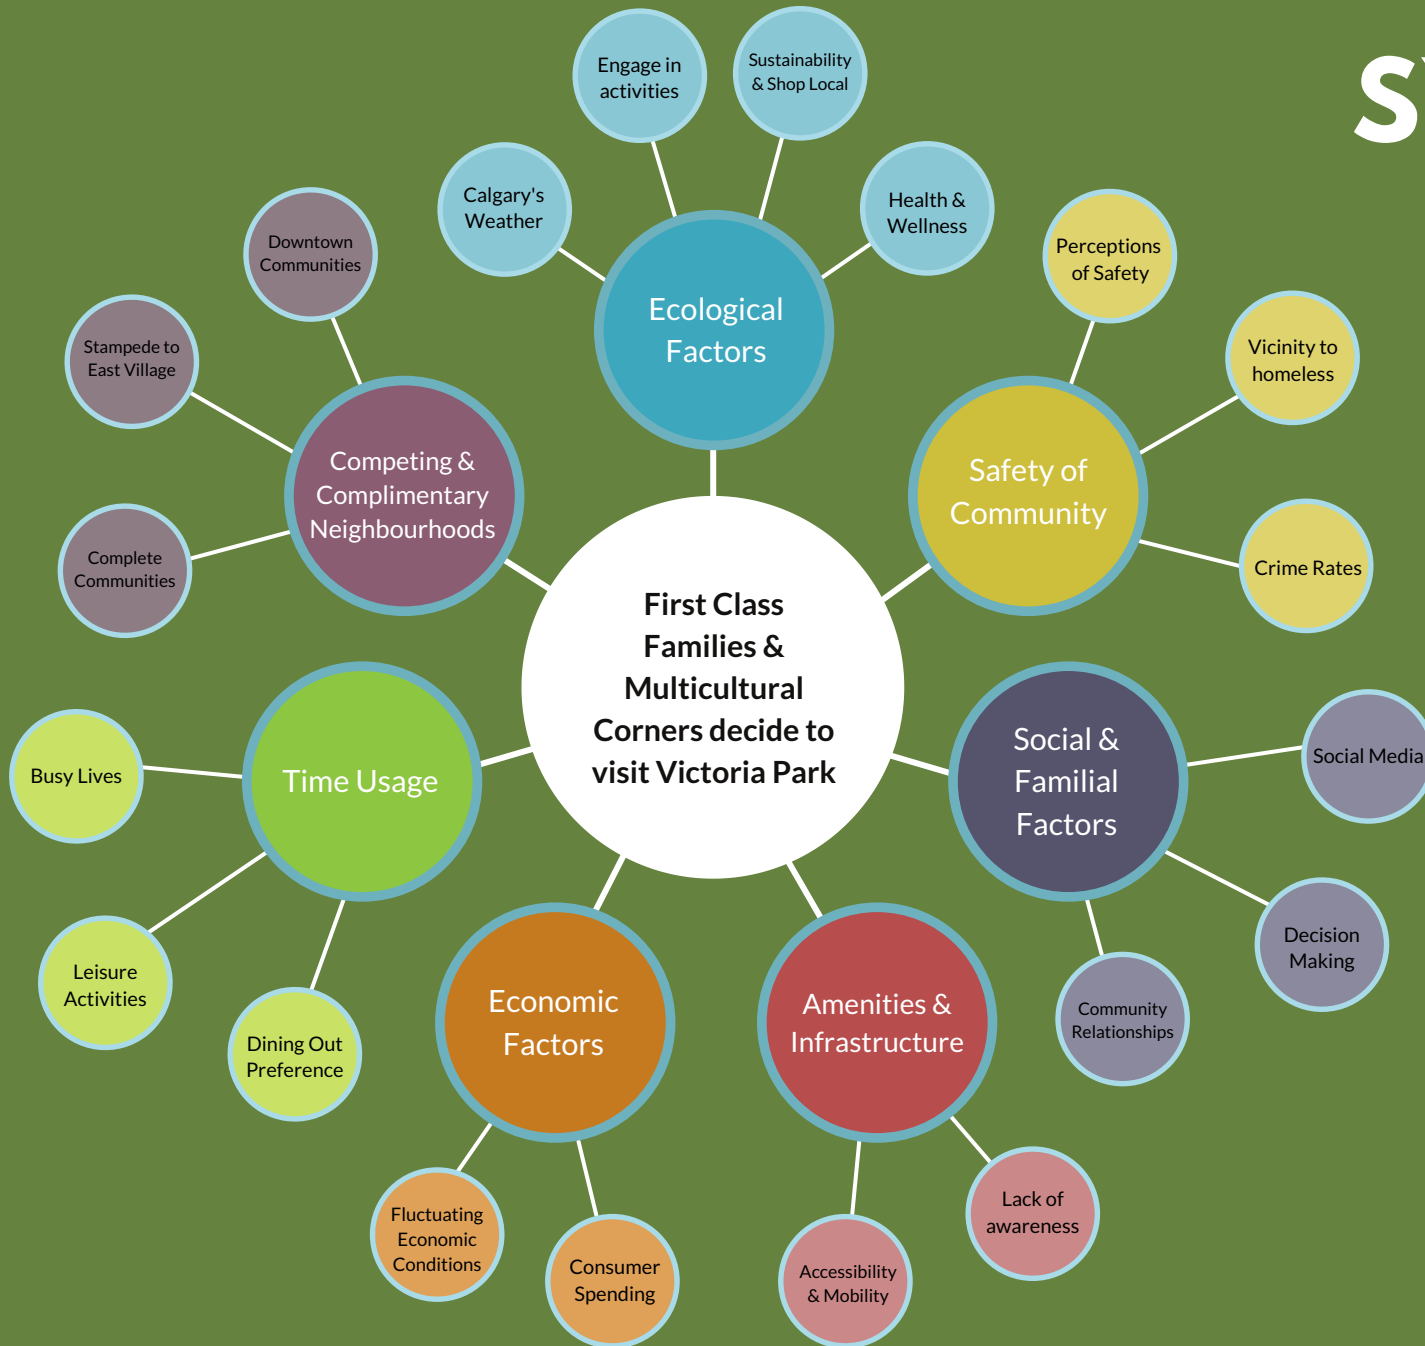 Engage in
activities
Sustainability
& Shop Local
Calgary's
Weather
Health &
Wellness
Ecological
Factors
Downtown
Communities
Stampede to
East Village
Complete
Communities
Competing &
Complimentary
Neighbourhoods
Perceptions
of Safety
Vicinity to
homeless
Crime Rates
Safety of
Community
First Class
Families &
Multicultural
Corners decide to
visit Victoria Park
Busy Lives
Time Usage
Leisure
Activities
Dining Out
Preference
Social &
Familial
Factors
Social Media
Decision
Making
Community
Relationships
Economic
Factors
Fluctuating
Economic
Conditions
Consumer
Spending
Amenities &
Infrastructure
Accessibility
& Mobility
Lack of
awareness